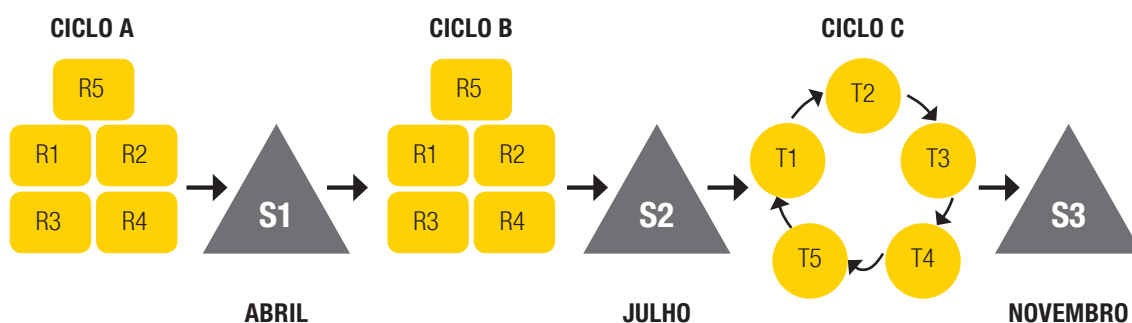 CICLO A
CICLO B
CICLO C
R5
R1
R2
R3
R4
S1
R5
R1
R2
R3
R4
S2
T2
T1
T3
T5
T4
S3
ABRIL
JULHO
NOVEMBRO